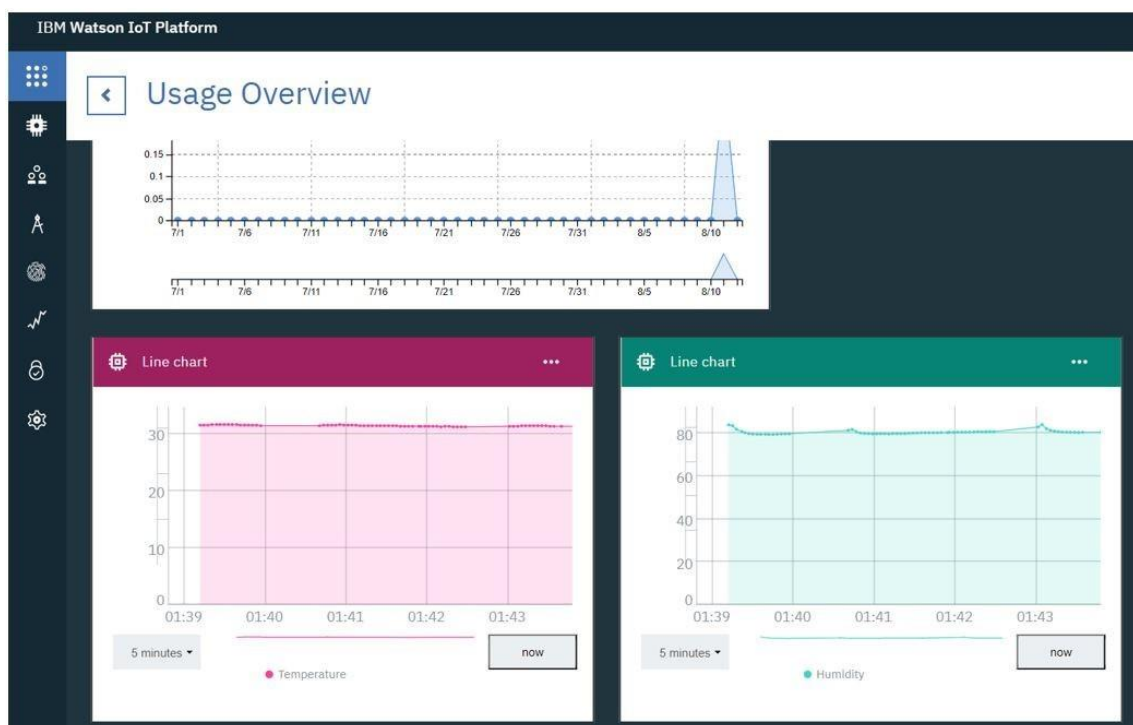 IBM Watson IoT Platform
Usage Overview
0.15
0.1
0.05
0
7/1 7/6 7/11 7/16 7/21 7/26 7/31 8/5 8/10
7/1 7/6 7/11 7/16 7/21 7/26 7/31 8/5 8/10
Line chart
30
20
10
0
01:39 01:40 01:41 01:42 01:43
5 minutes
now
Temperature
Line chart
80
60
40
20
0
01:39 01:40 01:41 01:42 01:43
5 minutes
now
Humidity